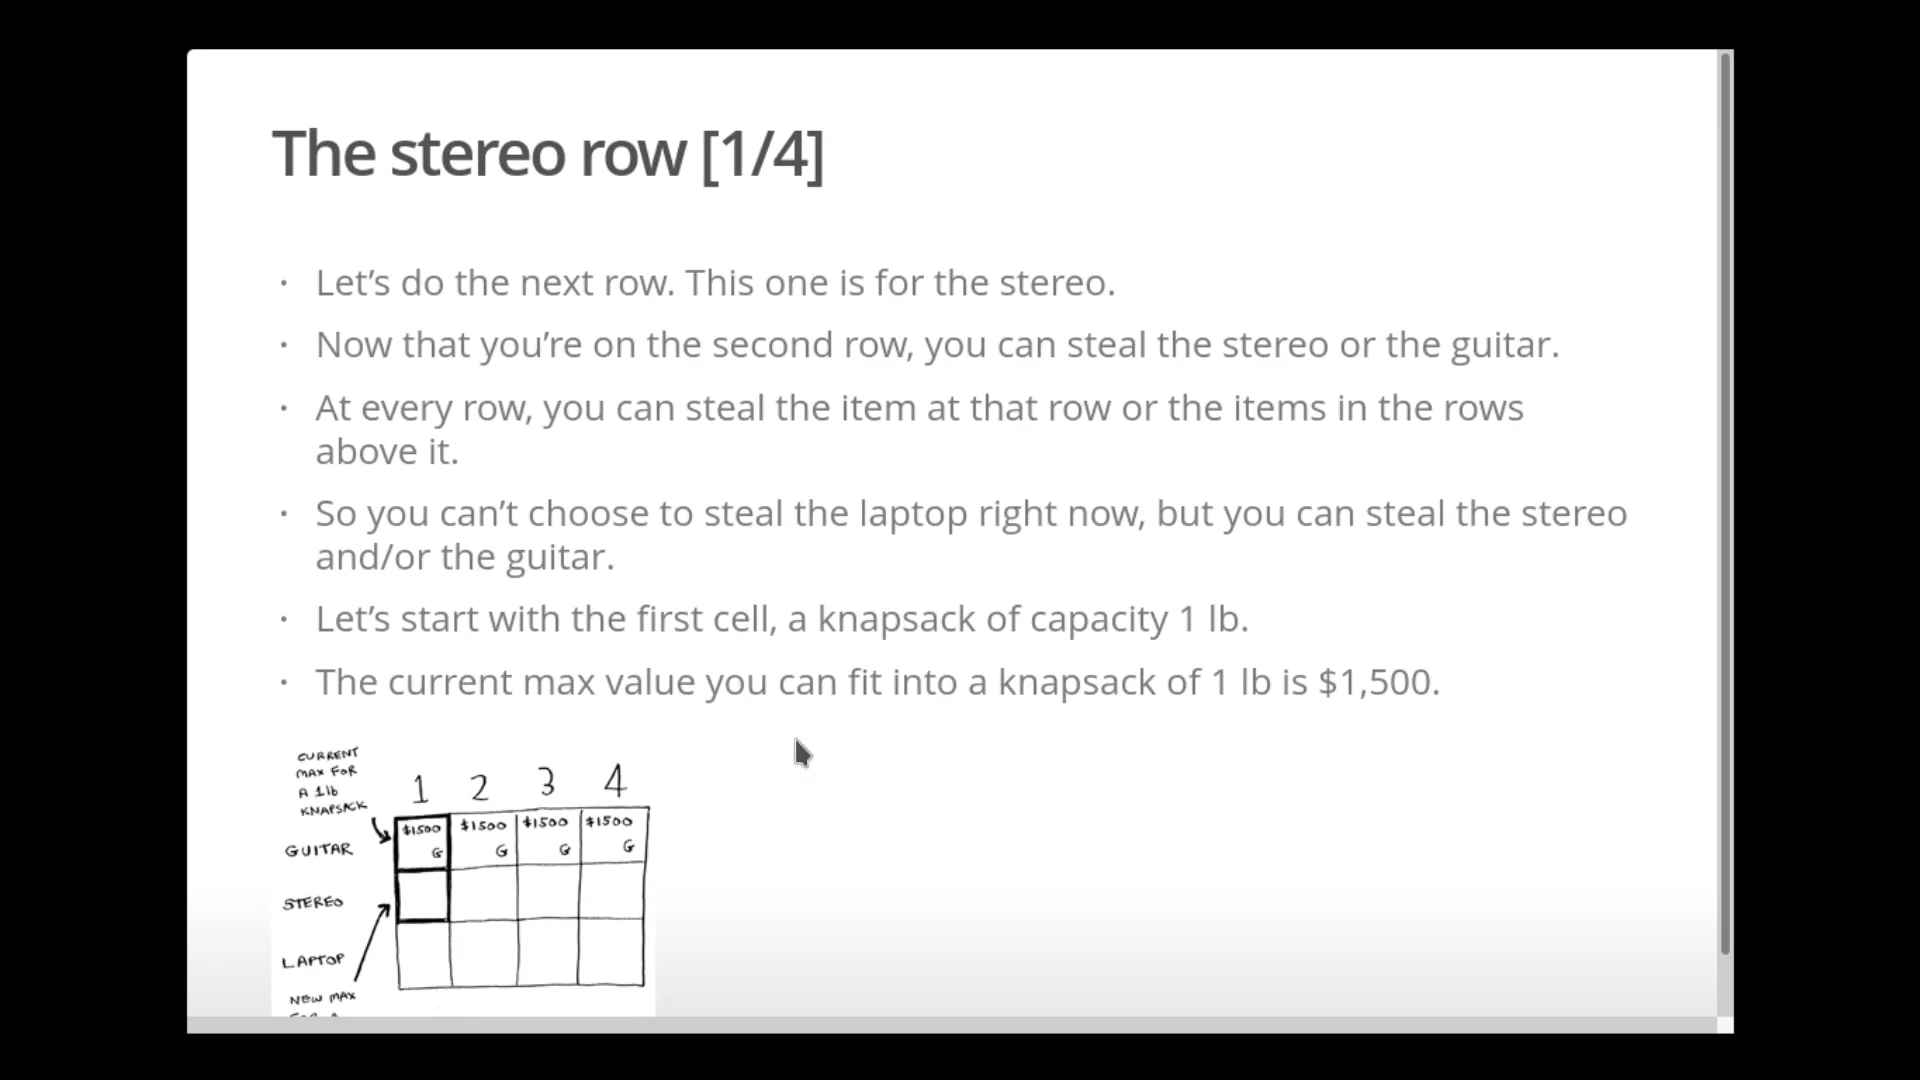 The stereo row [1/4]
· Let’s do the next row. This one is for the stereo.
· Now that you’re on the second row, you can steal the stereo or the guitar.
· At every row, you can steal the item at that row or the items in the rows
above it.
· So you can’t choose to steal the laptop right now, but you can steal the stereo
and/or the guitar.
· Let’s start with the first cell, a knapsack of capacity 1 lb.
· The current max value you can fit into a knapsack of 1 lb is $1,500.
CURRENT
MAX FOR
A 1lb
KNAPSACK
1 2 3 4
GUITAR $1500 G $1500 G $1500 G $1500 G
STEREO
LAPTOP
NEW MAX